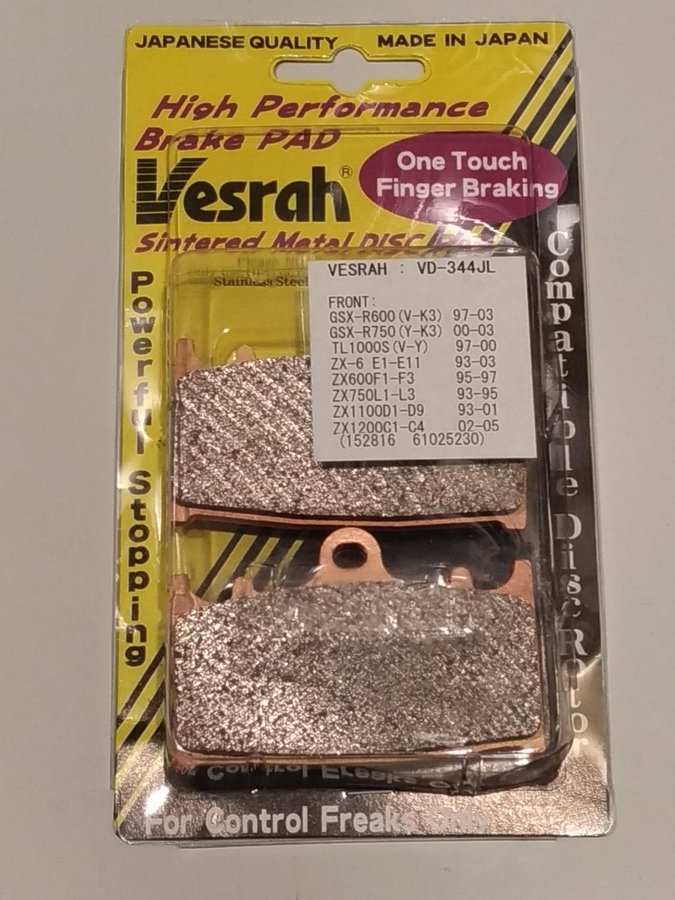 JAPANESE QUALITY MADE IN JAPAN
High Performance
Brake PAD
Vesrah®
One Touch
Finger Braking
Sintered Metal DISC
Stainless Steel
Powerful Stopping
Compatible Disc Rotor
VESRAH : VD-344JL
FRONT:
GSX-R600(V-K3) 97-03
GSX-R750(Y-K3) 00-03
TL1000S(V-Y) 97-00
ZX-6 E1-E11 93-03
ZX600F1-F3 95-97
ZX750L1-L3 93-95
ZX1100D1-D9 93-01
ZX1200C1-C4 02-05
(152816 61025230)
For Control Freaks Only